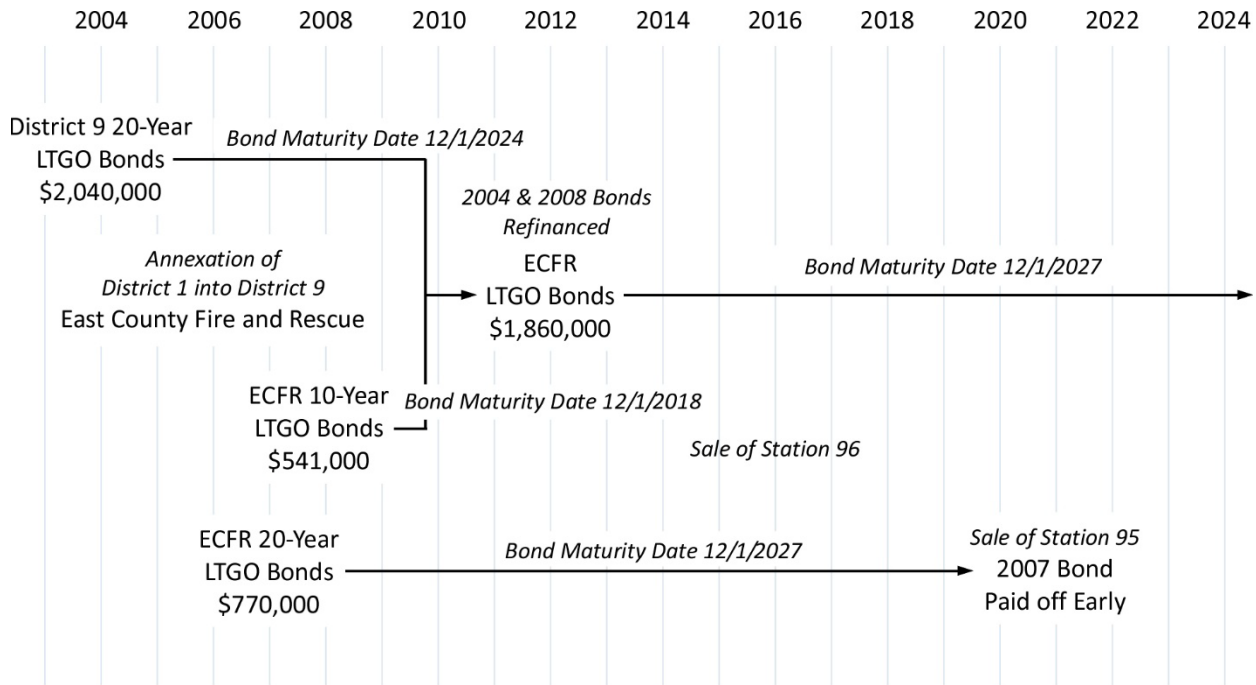 2004 2006 2008 2010 2012 2014 2016 2018 2020 2022 2024
District 9 20-Year
LTGO Bonds
$2,040,000
Bond Maturity Date 12/1/2024
2004 & 2008 Bonds
Refinanced
ECFR
LTGO Bonds
$1,860,000
Bond Maturity Date 12/1/2027
Annexation of
District 1 into District 9
East County Fire and Rescue
ECFR 10-Year
LTGO Bonds
$541,000
Bond Maturity Date 12/1/2018
Sale of Station 96
ECFR 20-Year
LTGO Bonds
$770,000
Bond Maturity Date 12/1/2027
Sale of Station 95
2007 Bond
Paid off Early